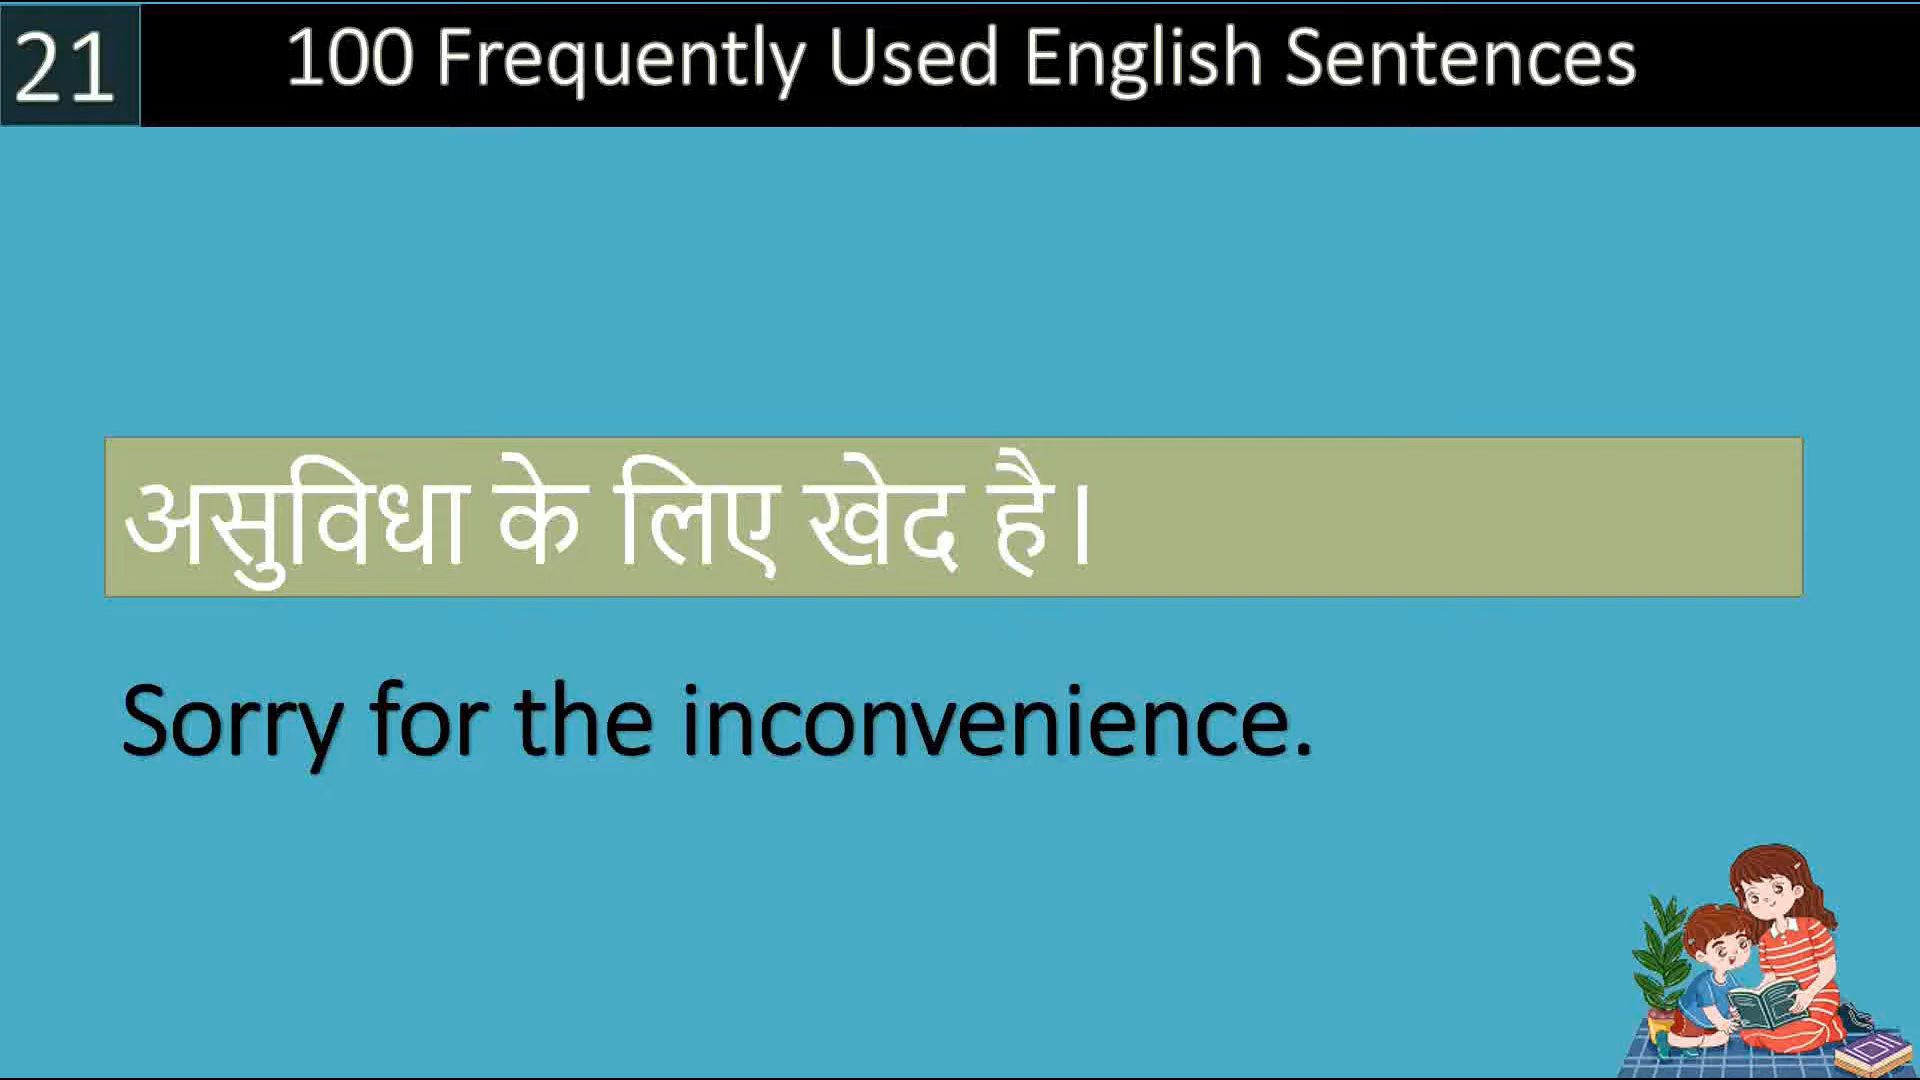 21
100 Frequently Used English Sentences
असुविधा के लिए खेद है।
Sorry for the inconvenience.